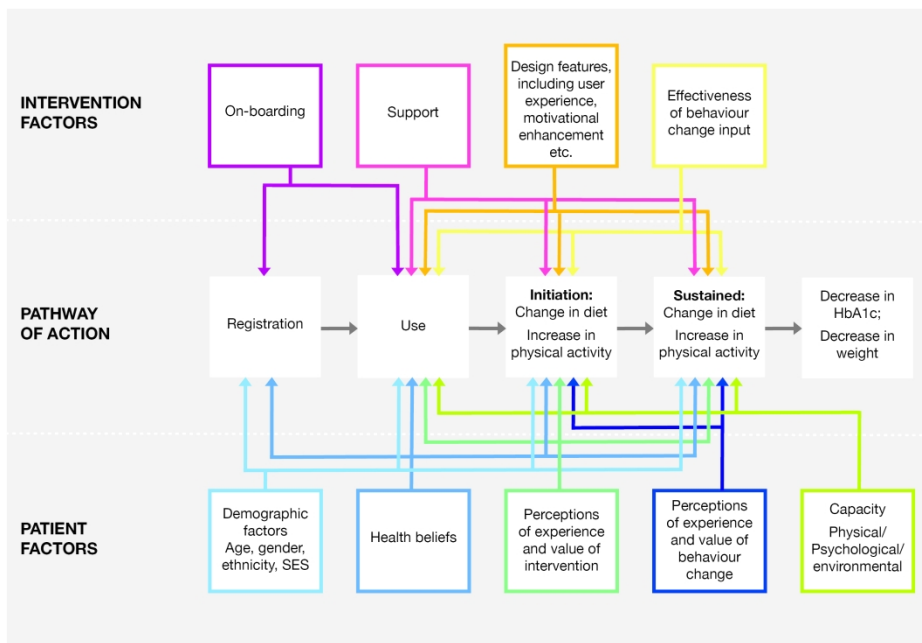 INTERVENTION
FACTORS
On-boarding
Support
Design features,
including user
experience,
motivational
enhancement
etc.
Effectiveness
of behaviour
change input
PATHWAY
OF ACTION
Registration
Use
Initiation:
Change in diet
Increase in
physical activity
Sustained:
Change in diet
Increase in
physical activity
Decrease in
HbA1c;
Decrease in
weight
PATIENT
FACTORS
Demographic
factors
Age, gender,
ethnicity, SES
Health beliefs
Perceptions
of experience
and value of
intervention
Perceptions
of experience
and value of
behaviour
change
Capacity
Physical/
Psychological/
environmental